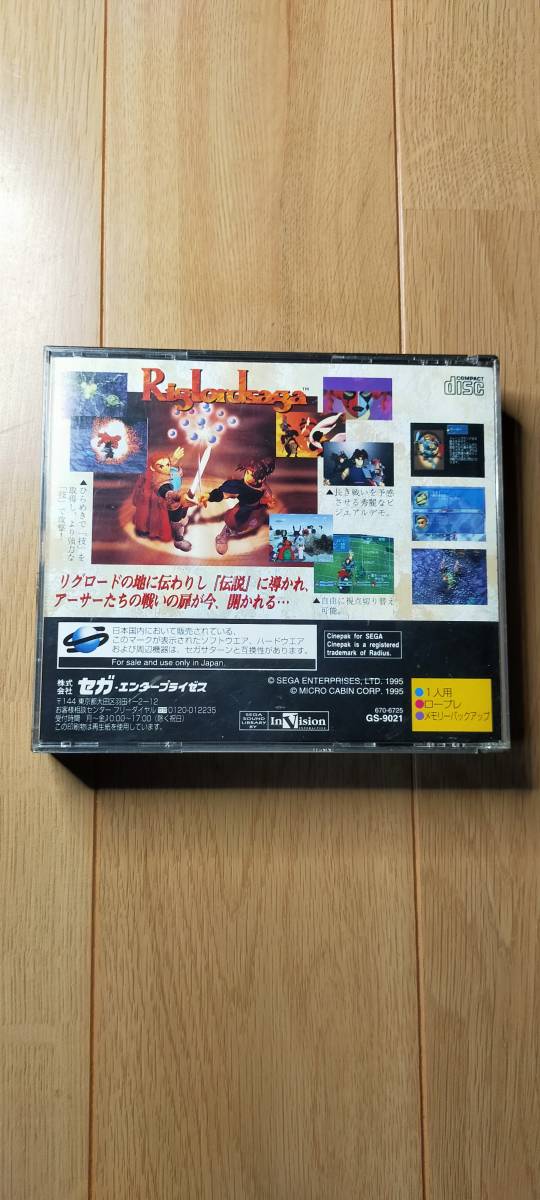 Riglordsaga™
COMPACT
disc
▲ひらめきで「技」を
取得し、より強力な
「技」で攻撃!
▲長き戦いを予感
させる秀麗なビ
ジュアルデモ。
▲自由に視点切り替え
可能。
リグロードの地に伝わりし『伝説』に導かれ、
アーサーたちの戦いの扉が今、開かれる…
日本国内において販売されている、
このマークが表示されたソフトウエア、ハードウエア
および周辺機器は、セガサターンと互換性があります。
For sale and use only in Japan.
Cinepak for SEGA
Cinepak is a registered
trademark of Radius.
株式会社 セガ・エンタープライゼス
〒144 東京都大田区羽田1-2-12
お客様相談センター フリーダイヤル 0120-012235
受付時間 月~金10:00~17:00(除く祝日)
この印刷物は再生紙を使用しています。
© SEGA ENTERPRISES, LTD. 1995
© MICRO CABIN CORP. 1995
SEGA
SOUND
LIBRARY
BY
InVision
INTERACTIVE
670-6725
GS-9021
●1人用
●ロープレ
●メモリーバックアップ